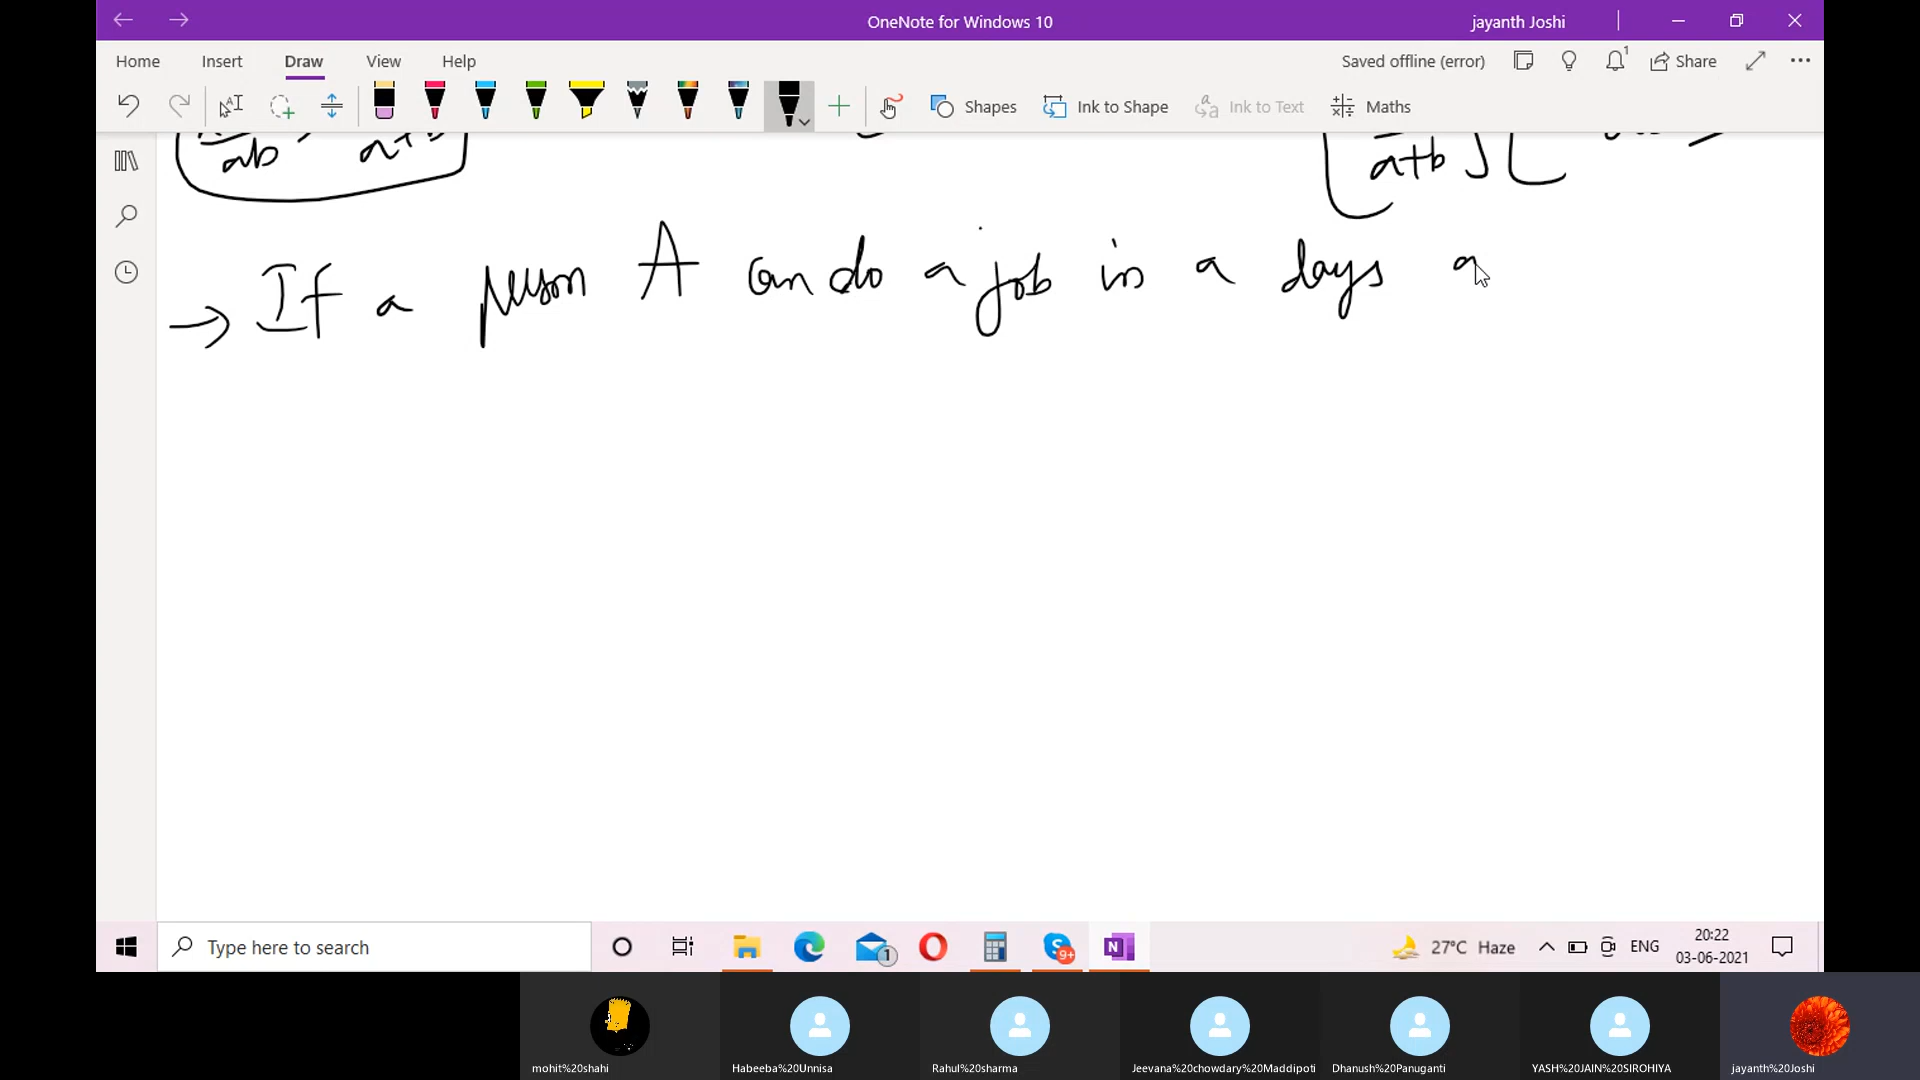 OneNote for Windows 10
jayanth Joshi
Home Insert Draw View Help
Saved offline (error) 1 Share
Shapes Ink to Shape Ink to Text Maths
ab a+b
a+b
→ If a person A can do a job in a days a
Type here to search
1
9+
27°C Haze
ENG
20:22
03-06-2021
mohit%20shahi
Habeeba%20Unnisa
Rahul%20sharma
Jeevana%20chowdary%20Maddipoti
Dhanush%20Panuganti
YASH%20JAIN%20SIROHIYA
jayanth%20Joshi